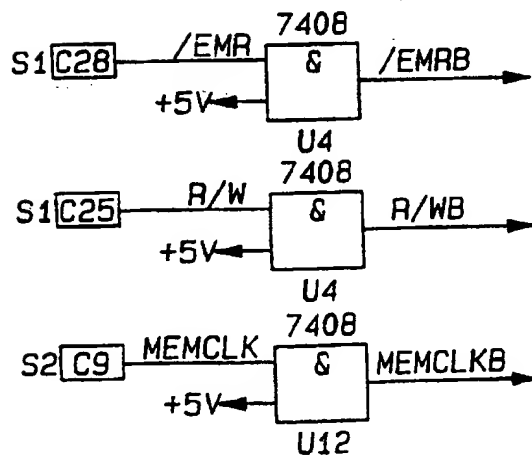 7408
S1 C28 /EMR & /EMRB
+5V
U4
7408
S1 C25 R/W & R/WB
+5V
U4
7408
S2 C9 MEMCLK & MEMCLKB
+5V
U12